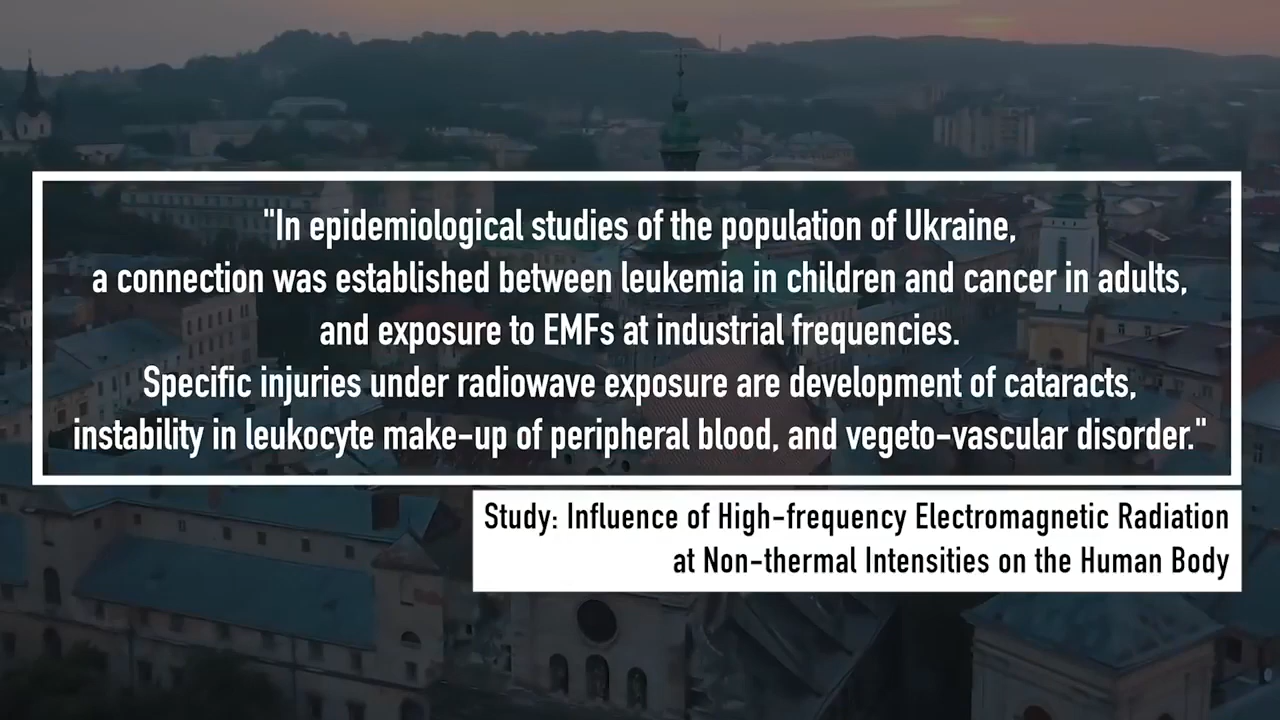 "In epidemiological studies of the population of Ukraine,
a connection was established between leukemia in children and cancer in adults,
and exposure to EMFs at industrial frequencies.
Specific injuries under radiowave exposure are development of cataracts,
instability in leukocyte make-up of peripheral blood, and vegeto-vascular disorder."
Study: Influence of High-frequency Electromagnetic Radiation
at Non-thermal Intensities on the Human Body